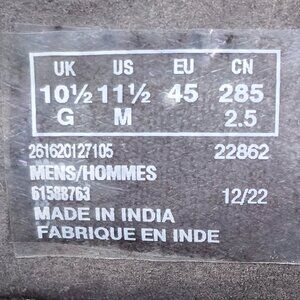 UK US EU CN
10½ 11½ 45 285
G M 2.5
261620127105 22862
MENS/HOMMES
61588763 12/22
MADE IN INDIA
FABRIQUE EN INDE